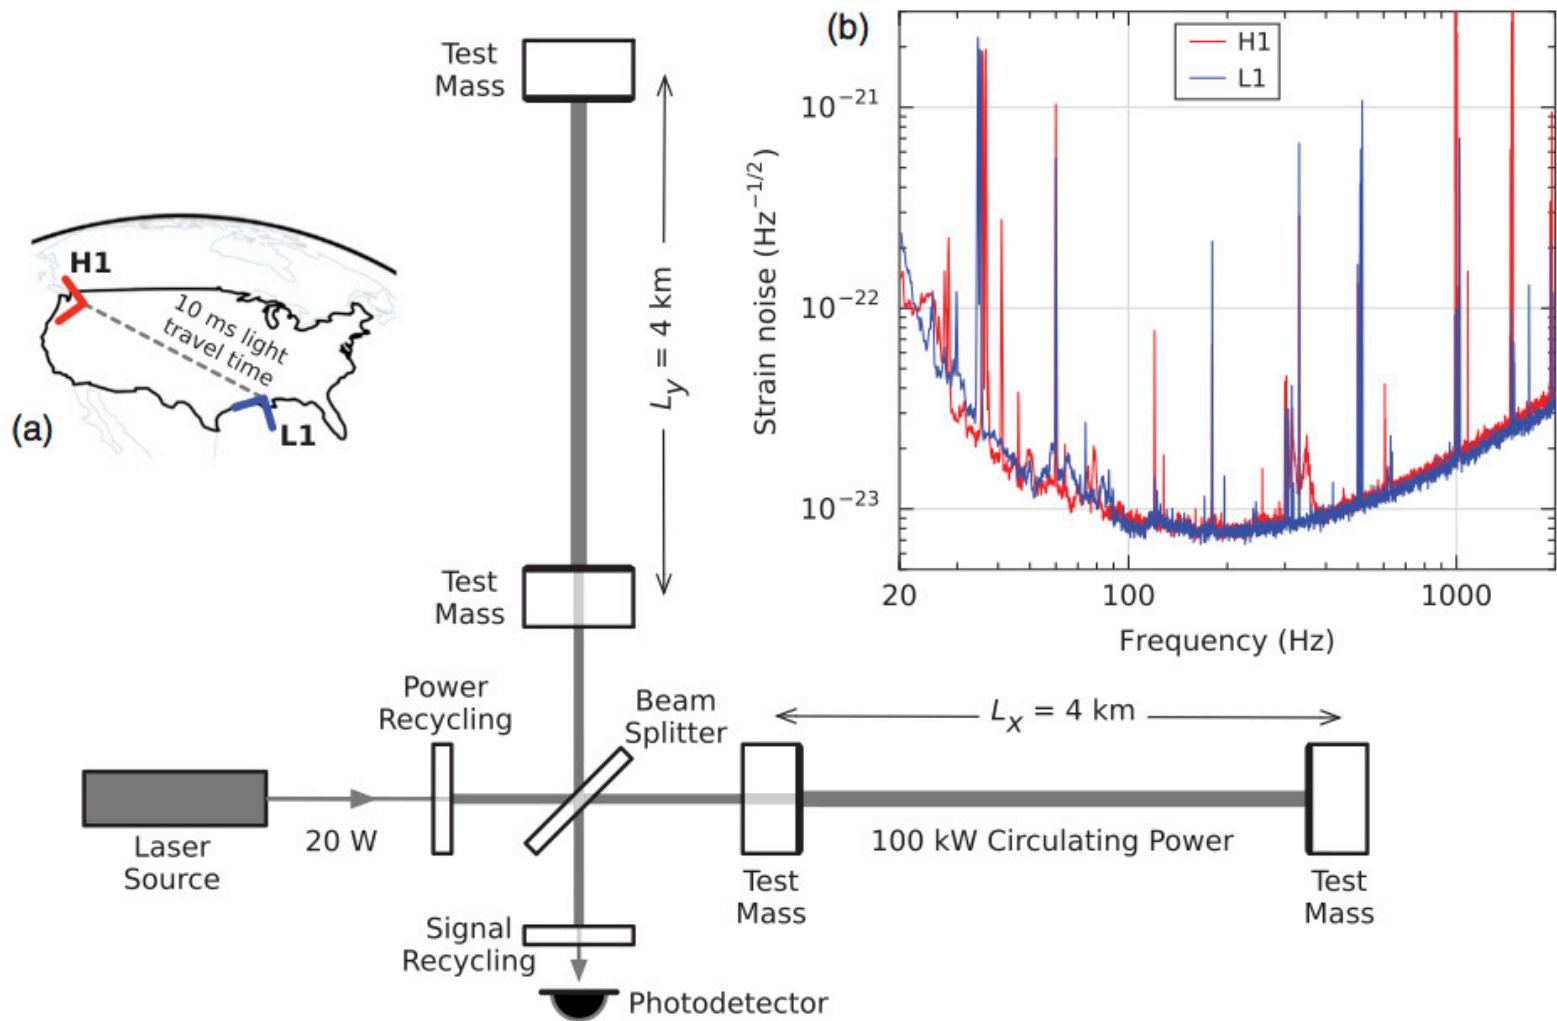 Test
Mass
L_y = 4 km
(a)
H1
10 ms light
travel time
L1
(b)
H1
L1
10^−21
10^−22
10^−23
Strain noise (Hz^−1/2)
20
100
1000
Frequency (Hz)
Test
Mass
Power
Recycling
Beam
Splitter
L_x = 4 km
Laser
Source
20 W
100 kW Circulating Power
Test
Mass
Test
Mass
Signal
Recycling
Photodetector